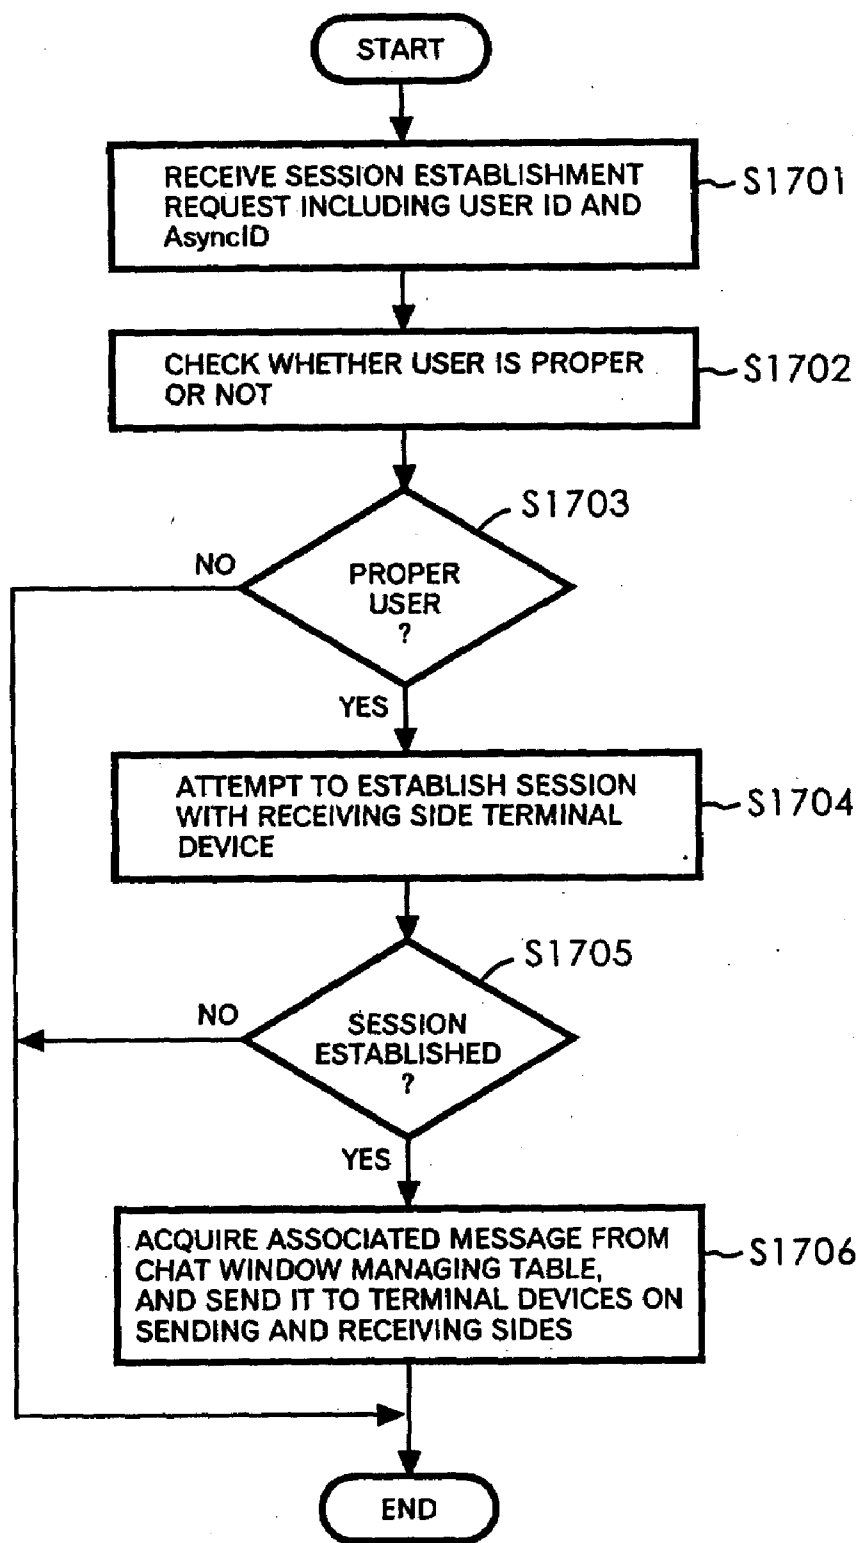 START
RECEIVE SESSION ESTABLISHMENT
REQUEST INCLUDING USER ID AND
AsyncID
S1701
CHECK WHETHER USER IS PROPER
OR NOT
S1702
S1703
NO
PROPER
USER
?
YES
ATTEMPT TO ESTABLISH SESSION
WITH RECEIVING SIDE TERMINAL
DEVICE
S1704
S1705
NO
SESSION
ESTABLISHED
?
YES
ACQUIRE ASSOCIATED MESSAGE FROM
CHAT WINDOW MANAGING TABLE,
AND SEND IT TO TERMINAL DEVICES ON
SENDING AND RECEIVING SIDES
S1706
END